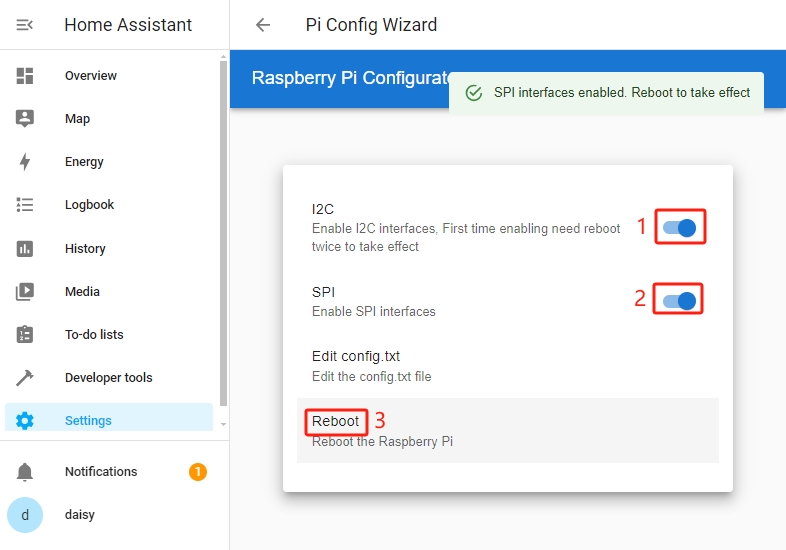 Home Assistant
Pi Config Wizard
Overview
Map
Energy
Logbook
History
Media
To-do lists
Developer tools
Settings
Notifications
1
d
daisy
Raspberry Pi Configurat
SPI interfaces enabled. Reboot to take effect
I2C
Enable I2C interfaces, First time enabling need reboot
twice to take effect
1
SPI
Enable SPI interfaces
2
Edit config.txt
Edit the config.txt file
Reboot
3
Reboot the Raspberry Pi